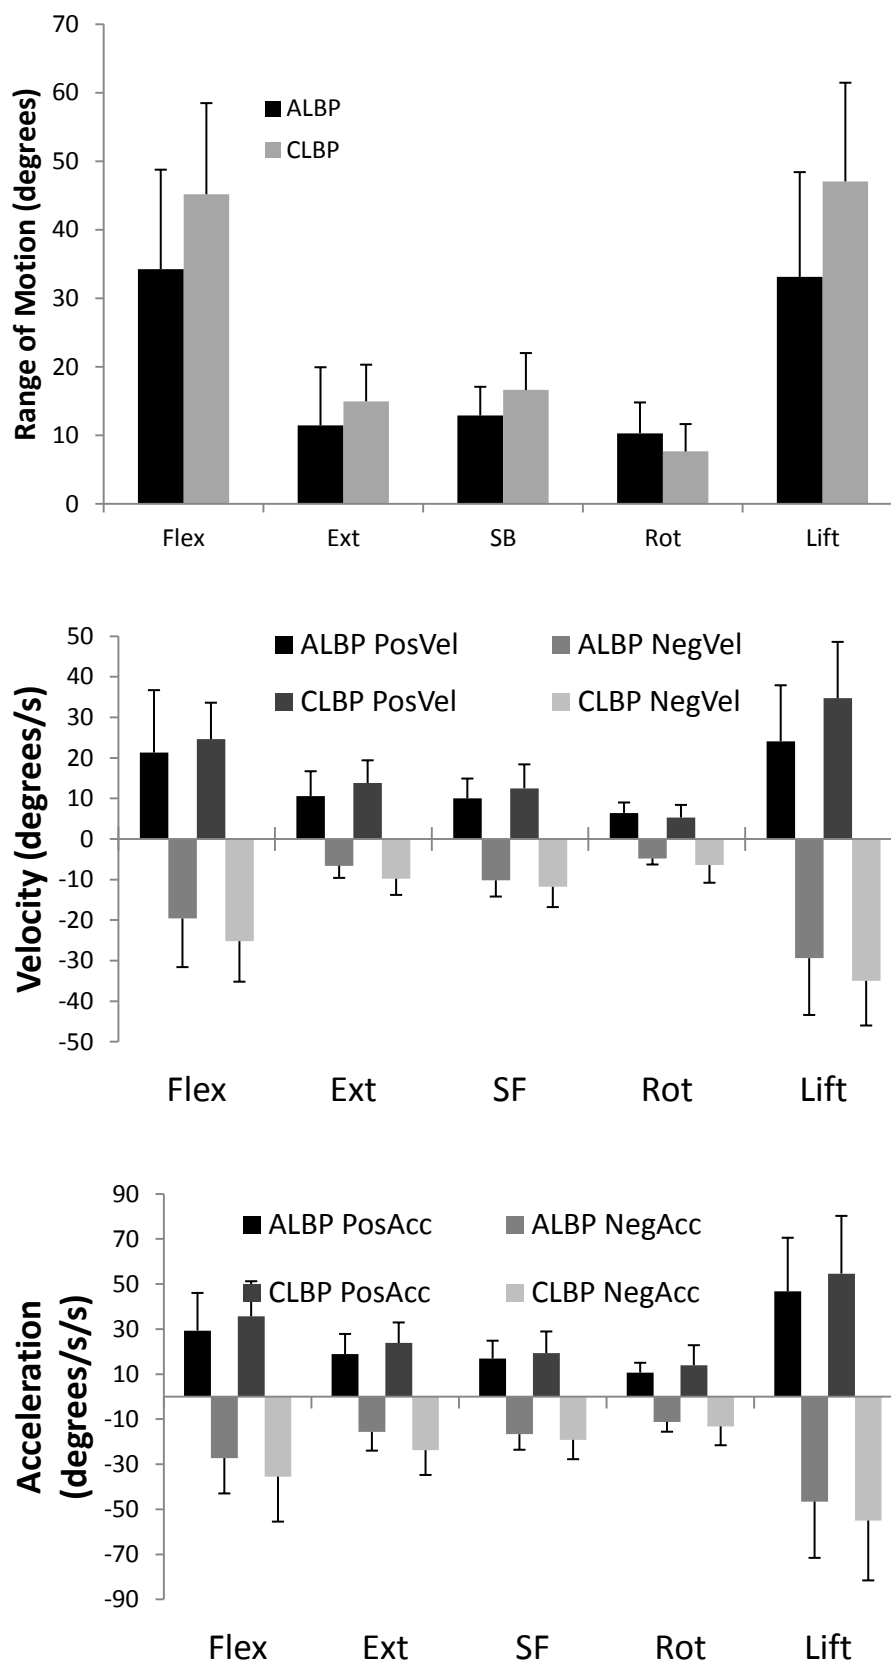 Range of Motion (degrees)
70
60
50
40
30
20
10
0
ALBP
CLBP
Flex Ext SB Rot Lift
Velocity (degrees/s)
50
40
30
20
10
0
-10
-20
-30
-40
-50
ALBP PosVel ALBP NegVel
CLBP PosVel CLBP NegVel
Flex Ext SF Rot Lift
Acceleration
(degrees/s/s)
90
70
50
30
10
-10
-30
-50
-70
-90
ALBP PosAcc ALBP NegAcc
CLBP PosAcc CLBP NegAcc
Flex Ext SF Rot Lift